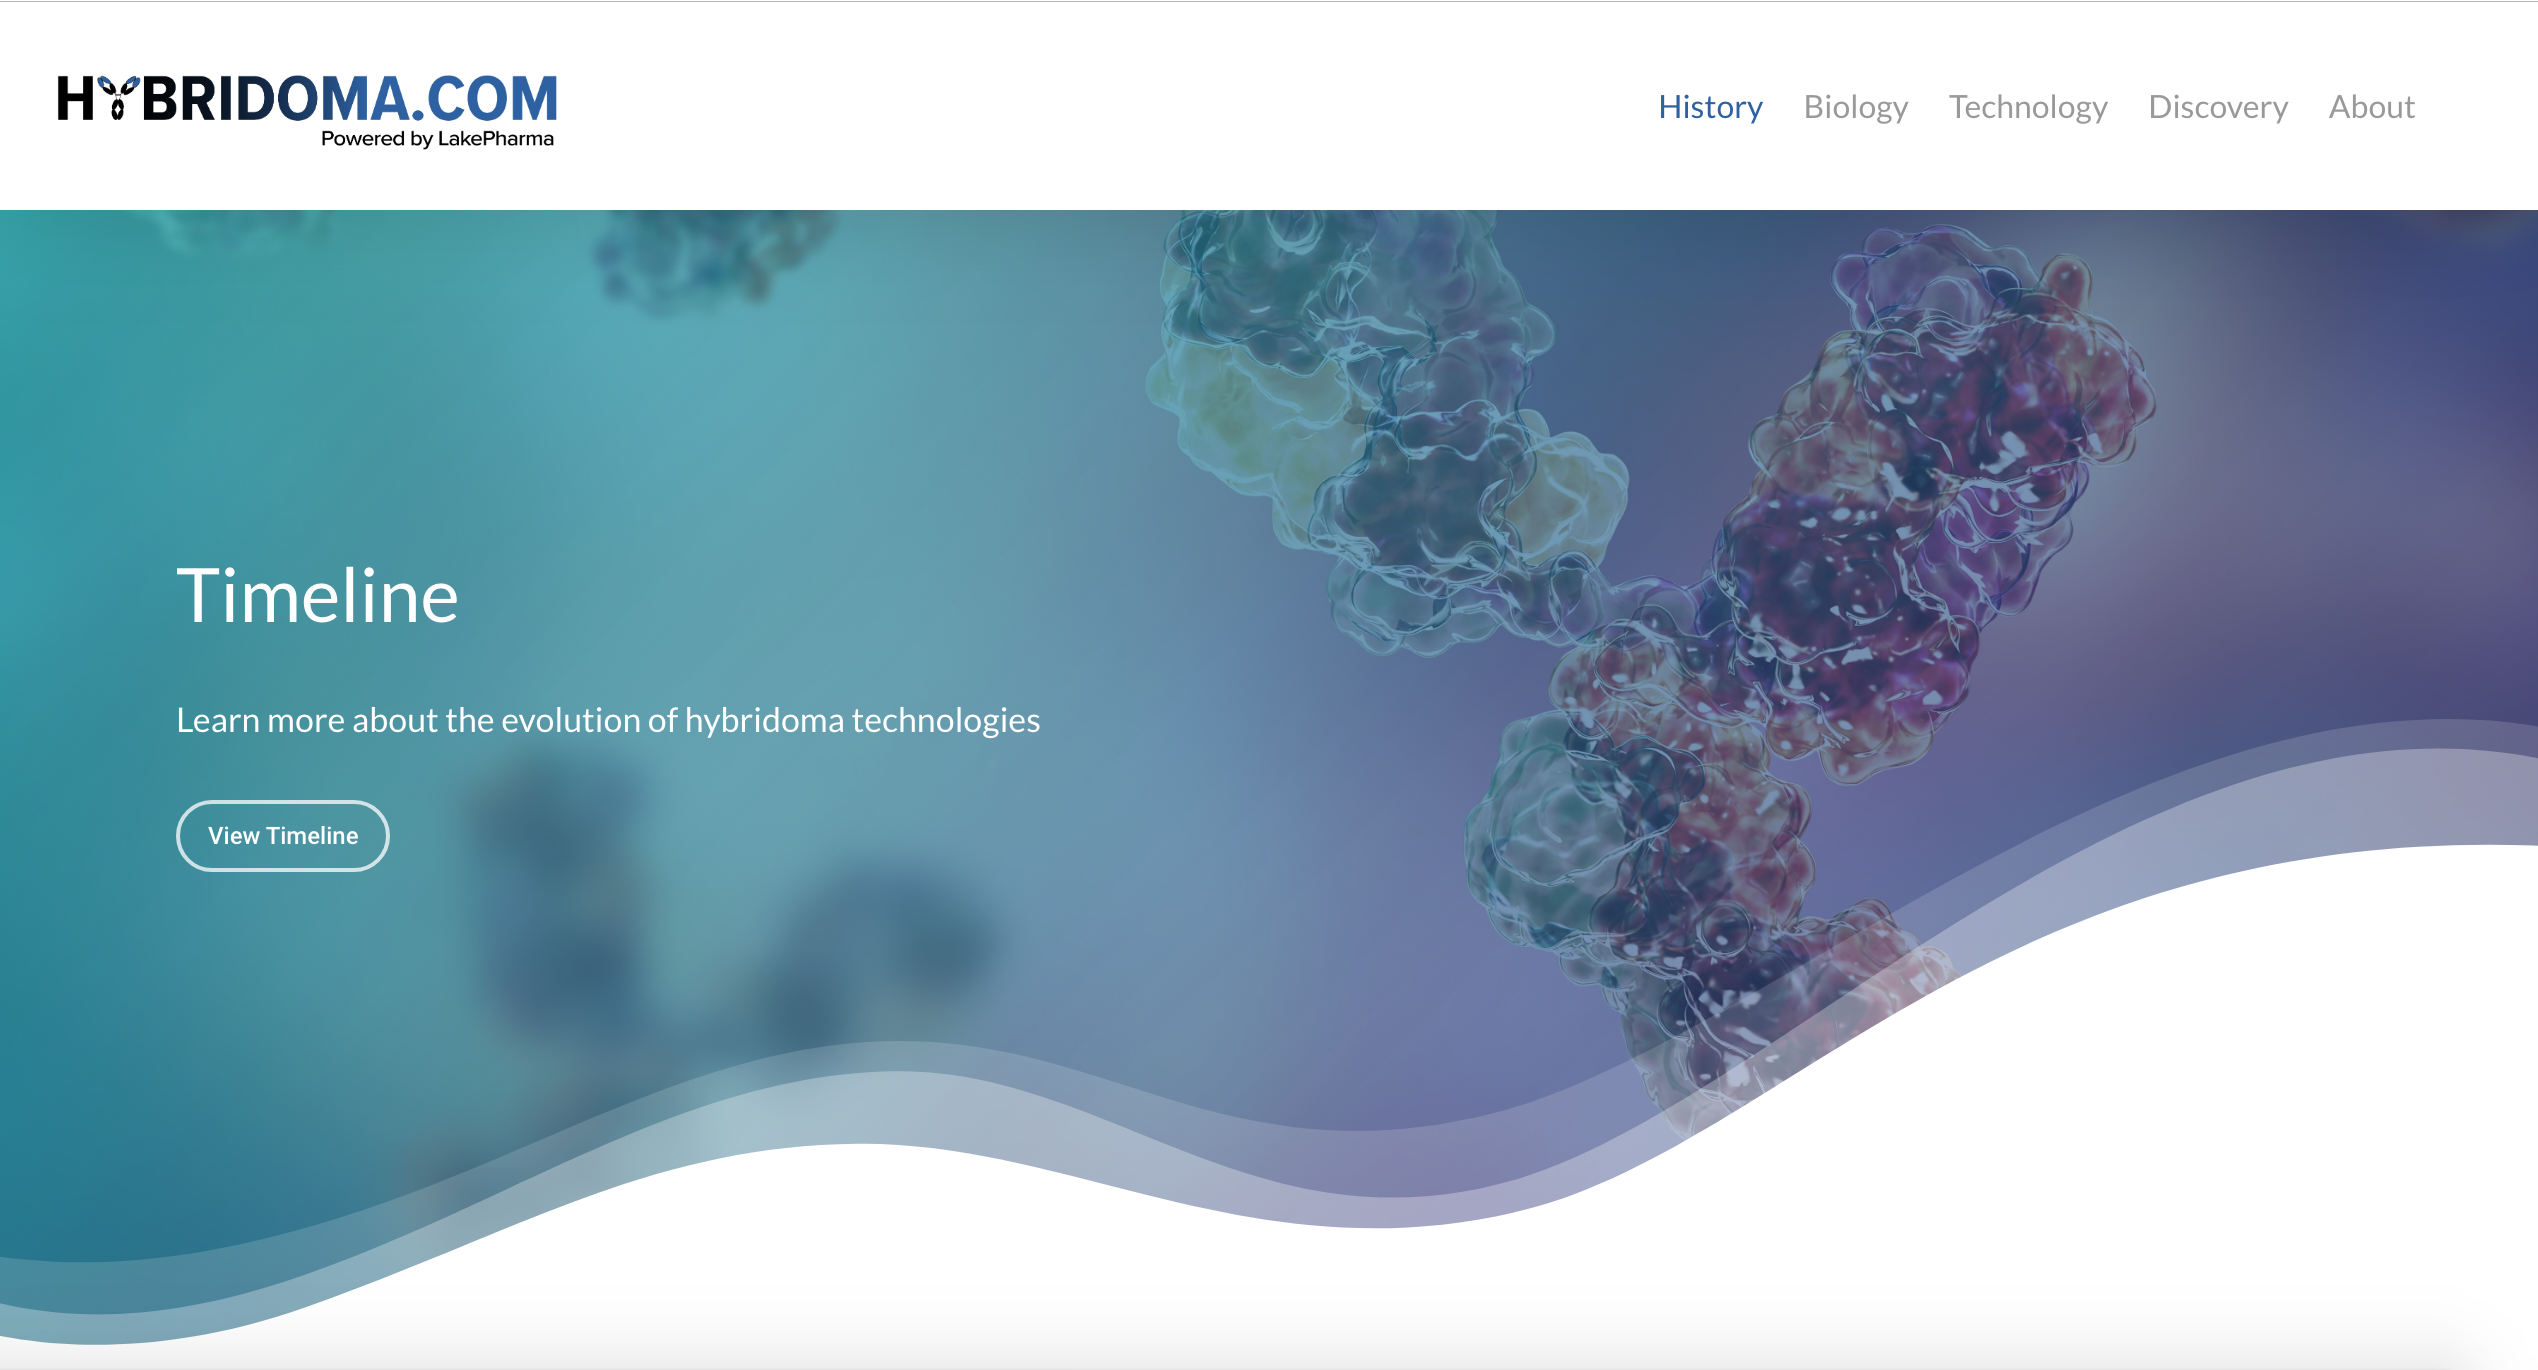 HYBRIDOMA.COM
Powered by LakePharma
History Biology Technology Discovery About
Timeline
Learn more about the evolution of hybridoma technologies
View Timeline